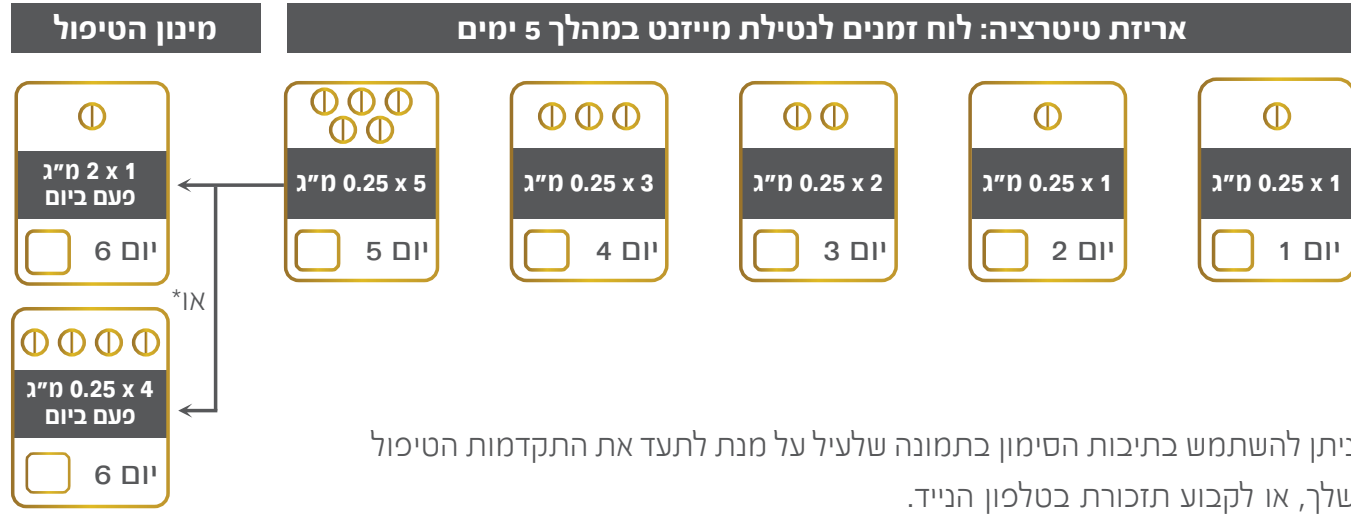 אריזת טיטרציה: לוח זמנים לנטילת מייזנט במהלך 5 ימים
מינון הטיפול
1 x 0.25 מ״ג
יום 1
1 x 0.25 מ״ג
יום 2
2 x 0.25 מ״ג
יום 3
3 x 0.25 מ״ג
יום 4
5 x 0.25 מ״ג
יום 5
1 x 2 מ״ג
פעם ביום
יום 6
או*
4 x 0.25 מ״ג
פעם ביום
יום 6
ניתן להשתמש בתיבות הסימון בתמונה שלעיל על מנת לתעד את התקדמות הטיפול
שלך, או לקבוע תזכורת בטלפון הנייד.